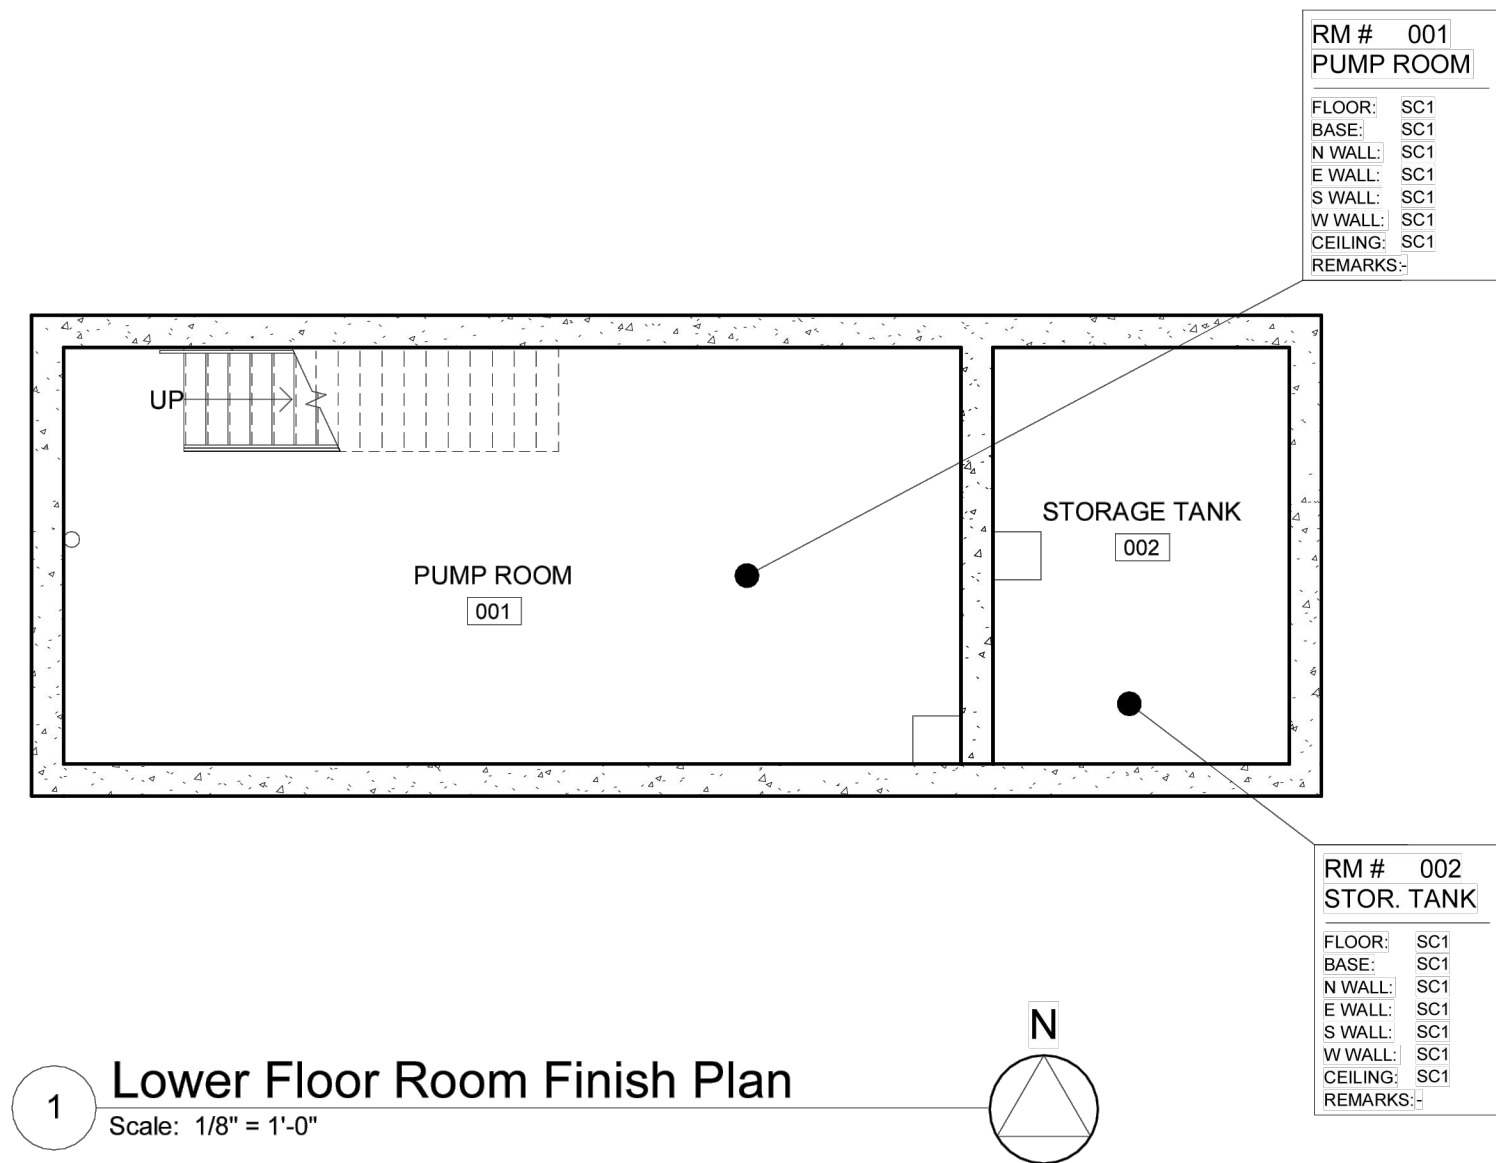 RM # 001
PUMP ROOM
FLOOR: SC1
BASE: SC1
N WALL: SC1
E WALL: SC1
S WALL: SC1
W WALL: SC1
CEILING: SC1
REMARKS:-
UP
STORAGE TANK
002
PUMP ROOM
001
RM # 002
STOR. TANK
FLOOR: SC1
BASE: SC1
N WALL: SC1
E WALL: SC1
S WALL: SC1
W WALL: SC1
CEILING: SC1
REMARKS:-
N
1 Lower Floor Room Finish Plan
Scale: 1/8" = 1'-0"